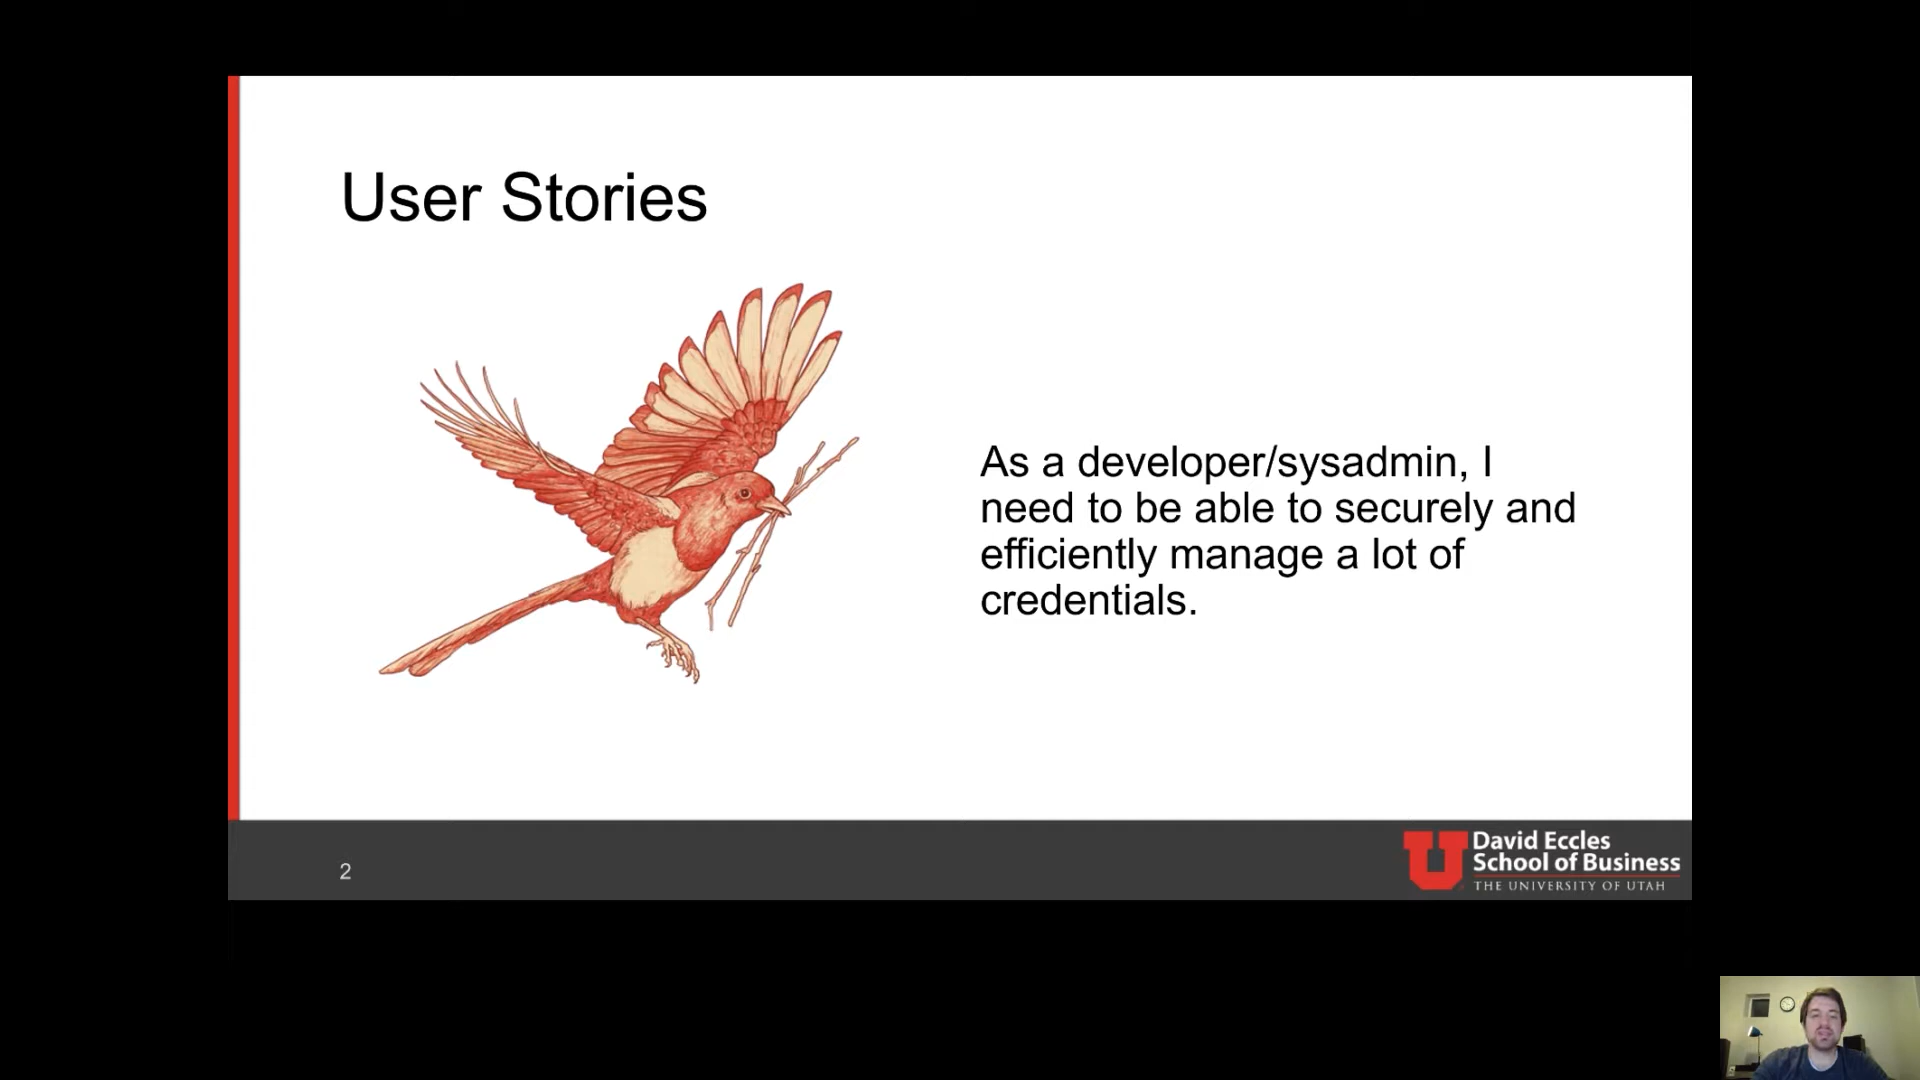 User Stories
As a developer/sysadmin, I
need to be able to securely and
efficiently manage a lot of
credentials.
2
David Eccles
School of Business
THE UNIVERSITY OF UTAH